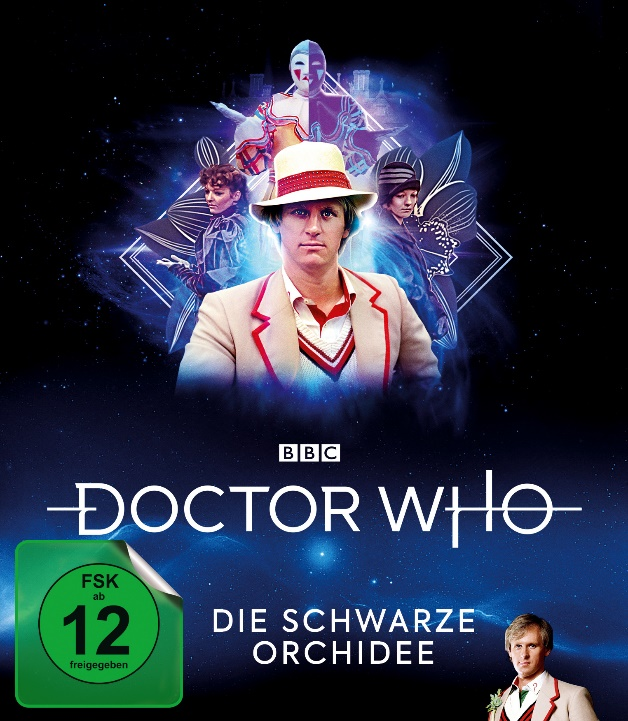 BBC
DOCTOR WHO
FSK
ab
12
freigegeben
DIE SCHWARZE
ORCHIDEE